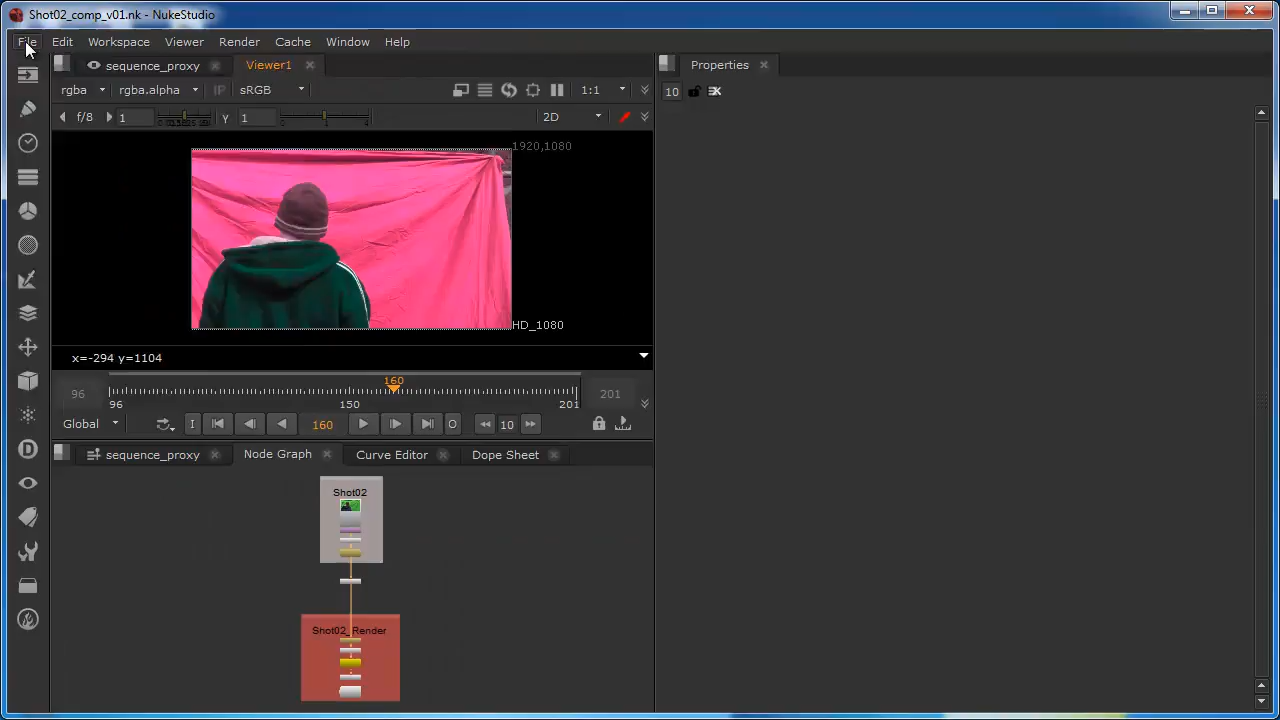 Shot02_comp_v01.nk - NukeStudio
File Edit Workspace Viewer Render Cache Window Help
sequence_proxy Viewer1 Properties
rgba rgba.alpha IP sRGB 1:1 10
f/8 1 Y 1 2D
1920,1080
HD_1080
x=-294 y=1104
160
96 201
96 150 201
Global I 160 O 10
sequence_proxy Node Graph Curve Editor Dope Sheet
Shot02
Shot02_Render